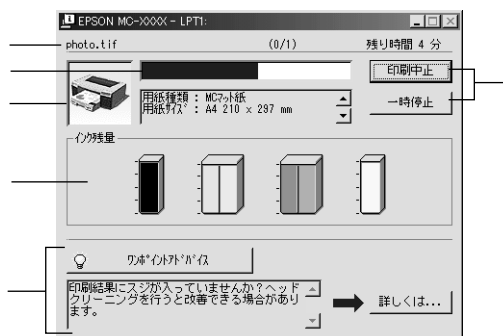 EPSON MC-XXXX - LPT1:
photo.tif (0/1) 残り時間 4 分
印刷中止
用紙種類 : MCマット紙
用紙サイズ : A4 210 x 297 mm
一時停止
インク残量
ワンポイントアドバイス
印刷結果にスジが入っていませんか?ヘッド
クリーニングを行うと改善できる場合があり
ます。
詳しくは...